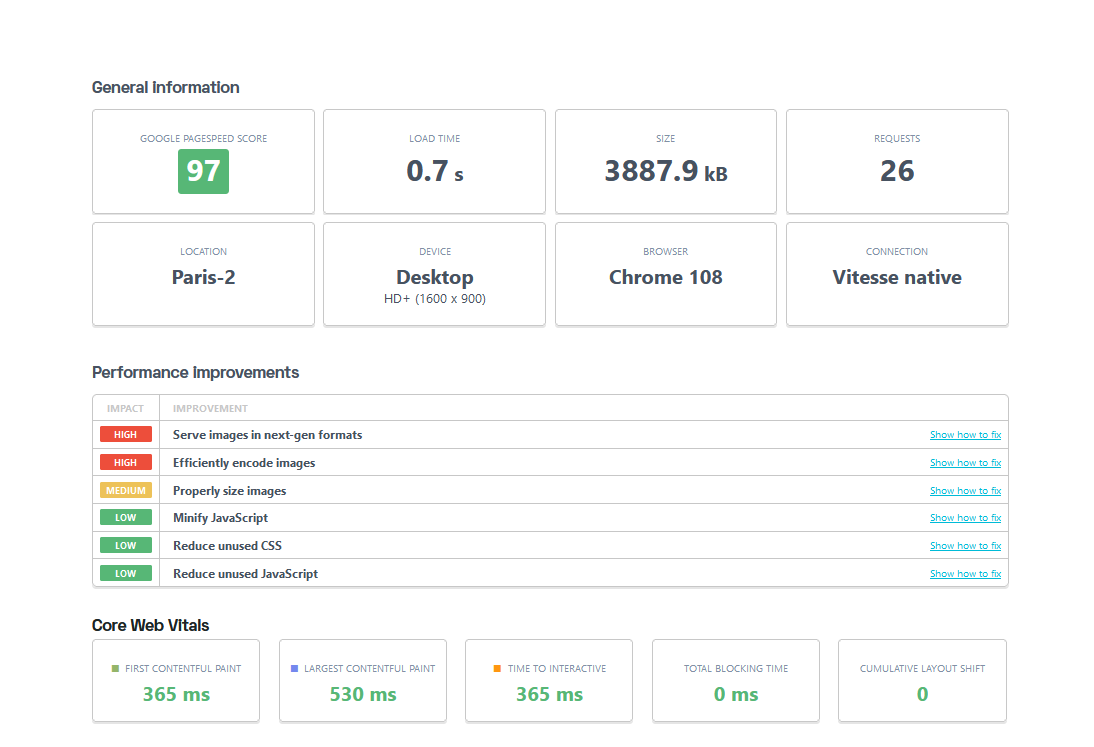 General Information
GOOGLE PAGESPEED SCORE
97
LOAD TIME
0.7 s
SIZE
3887.9 kB
REQUESTS
26
LOCATION
Paris-2
DEVICE
Desktop
HD+ (1600 x 900)
BROWSER
Chrome 108
CONNECTION
Vitesse native
Performance Improvements
IMPACT IMPROVEMENT
HIGH Serve images in next-gen formats Show how to fix
HIGH Efficiently encode images Show how to fix
MEDIUM Properly size images Show how to fix
LOW Minify JavaScript Show how to fix
LOW Reduce unused CSS Show how to fix
LOW Reduce unused JavaScript Show how to fix
Core Web Vitals
FIRST CONTENTFUL PAINT
365 ms
LARGEST CONTENTFUL PAINT
530 ms
TIME TO INTERACTIVE
365 ms
TOTAL BLOCKING TIME
0 ms
CUMULATIVE LAYOUT SHIFT
0